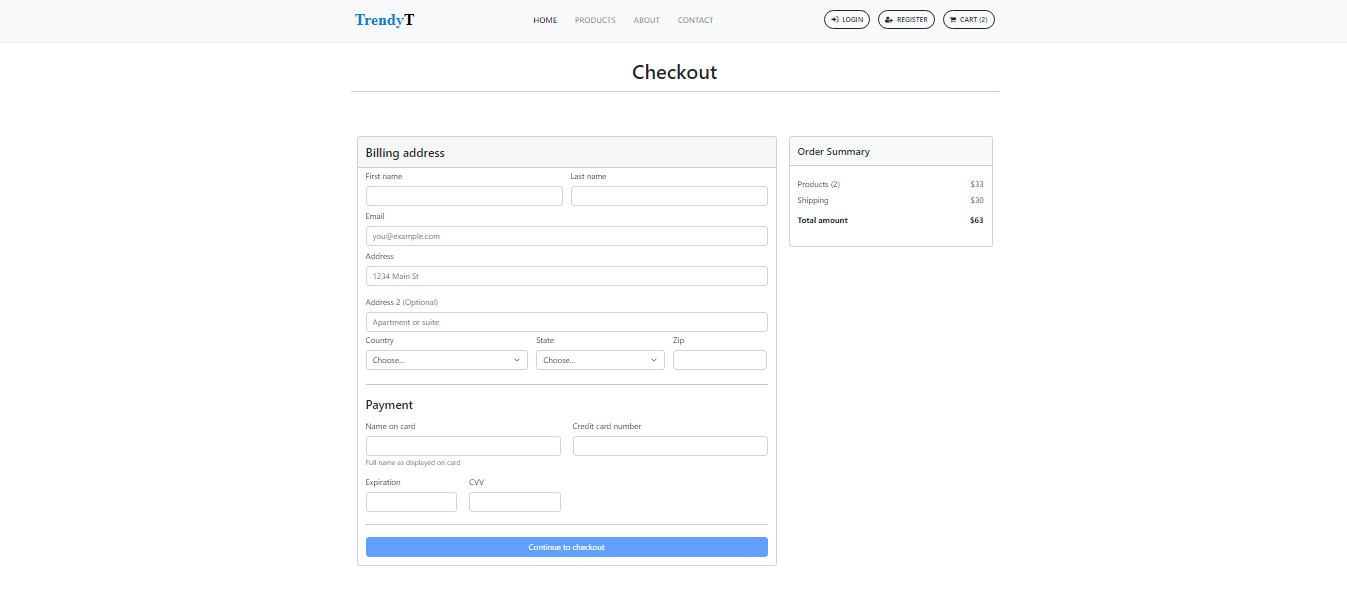 TrendyT HOME PRODUCTS ABOUT CONTACT LOGIN REGISTER CART (2)
Checkout
Billing address
First name Last name
Email
you@example.com
Address
1234 Main St
Address 2 (Optional)
Apartment or suite
Country State Zip
Choose... Choose...
Payment
Name on card Credit card number
Full name as displayed on card
Expiration CVV
Continue to checkout
Order Summary
Products (2) $33
Shipping $30
Total amount $63